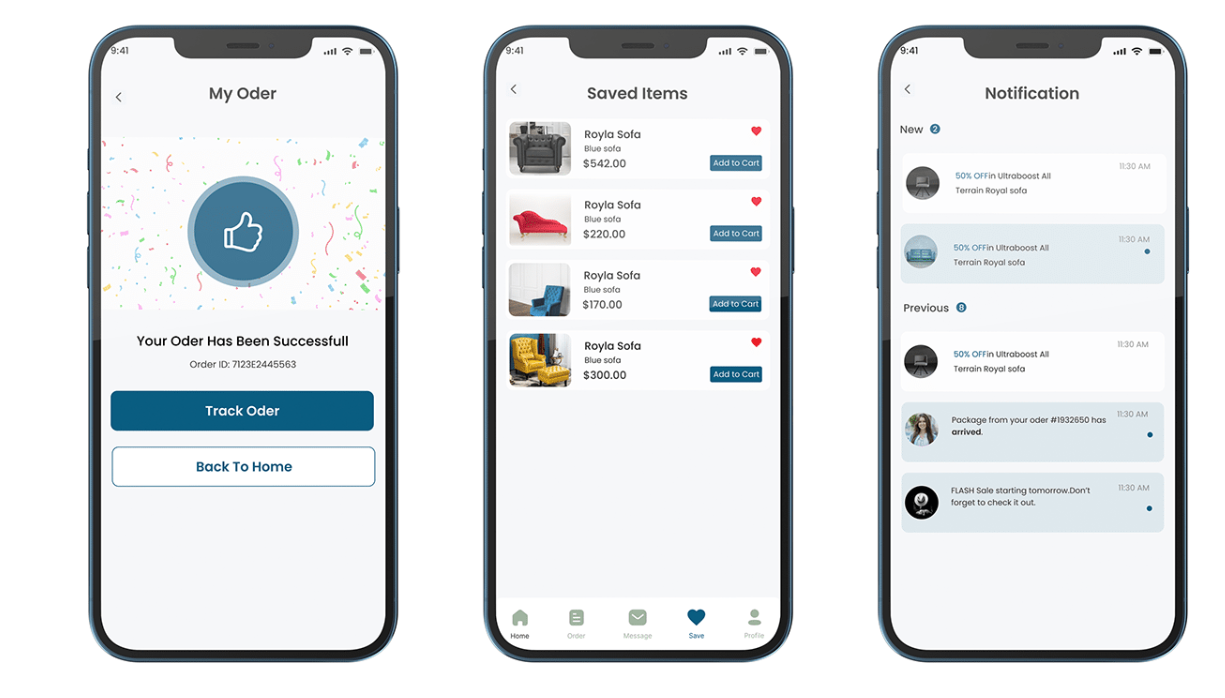 9:41
My Oder
Your Oder Has Been Successfull
Order ID: 7123E2445563
Track Oder
Back To Home
9:41
Saved Items
Royla Sofa
Blue sofa
$542.00
Add to Cart
Royla Sofa
Blue sofa
$220.00
Add to Cart
Royla Sofa
Blue sofa
$170.00
Add to Cart
Royla Sofa
Blue sofa
$300.00
Add to Cart
Home
Order
Message
Save
Profile
9:41
Notification
New 2
11:30 AM
50% OFFin Ultraboost All
Terrain Royal sofa
11:30 AM
50% OFFin Ultraboost All
Terrain Royal sofa
Previous 8
11:30 AM
50% OFFin Ultraboost All
Terrain Royal sofa
11:30 AM
Package from your oder #1932650 has
arrived.
11:30 AM
FLASH Sale starting tomorrow.Don't
forget to check it out.